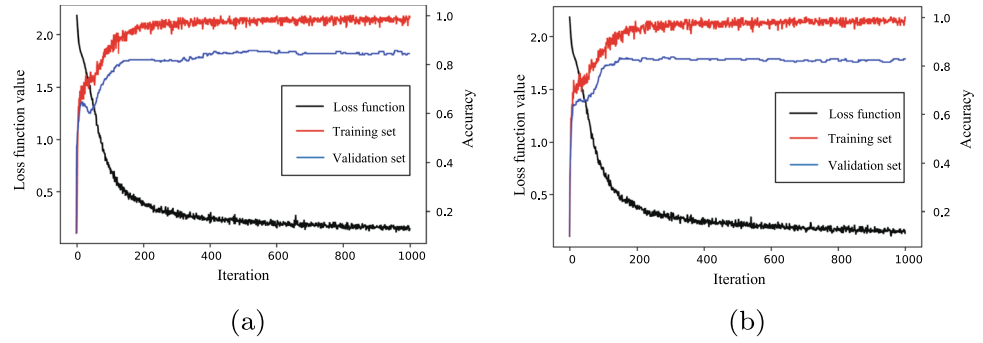 2.0
1.5
1.0
0.5
Loss function value
1.0
0.8
0.6
0.4
0.2
Accuracy
Loss function
Training set
Validation set
0 200 400 600 800 1000
Iteration
(a)
2.0
1.5
1.0
0.5
Loss function value
1.0
0.8
0.6
0.4
0.2
Accuracy
Loss function
Training set
Validation set
0 200 400 600 800 1000
Iteration
(b)